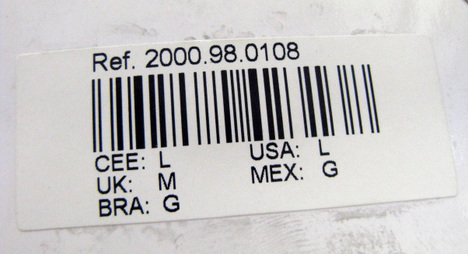 Ref. 2000.98.0108
CEE: L USA: L
UK: M MEX: G
BRA: G